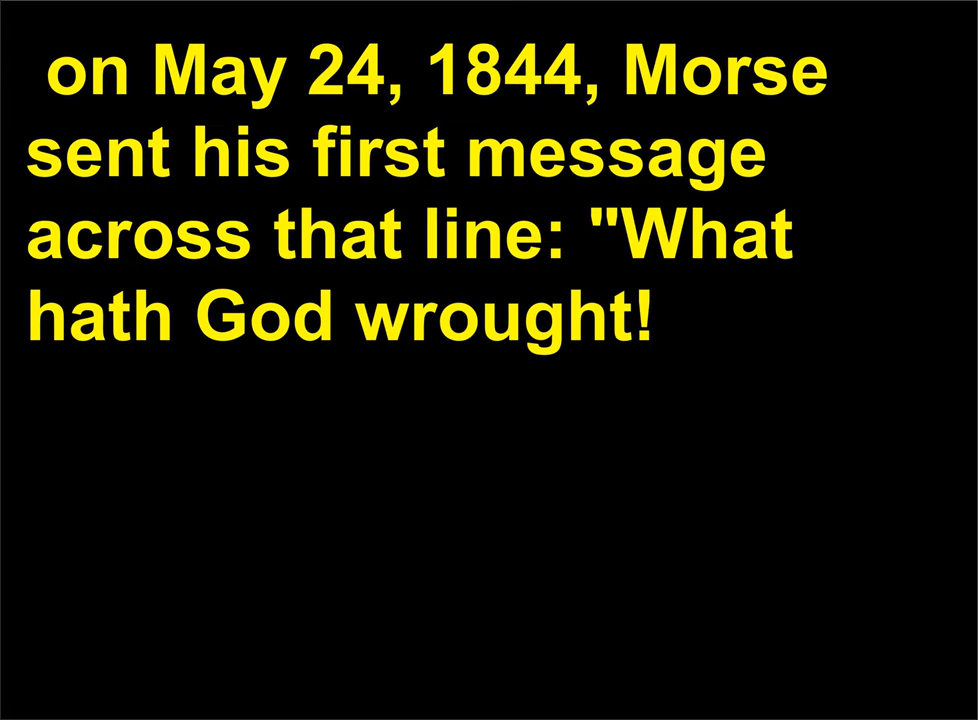 on May 24, 1844, Morse
sent his first message
across that line: "What
hath God wrought!